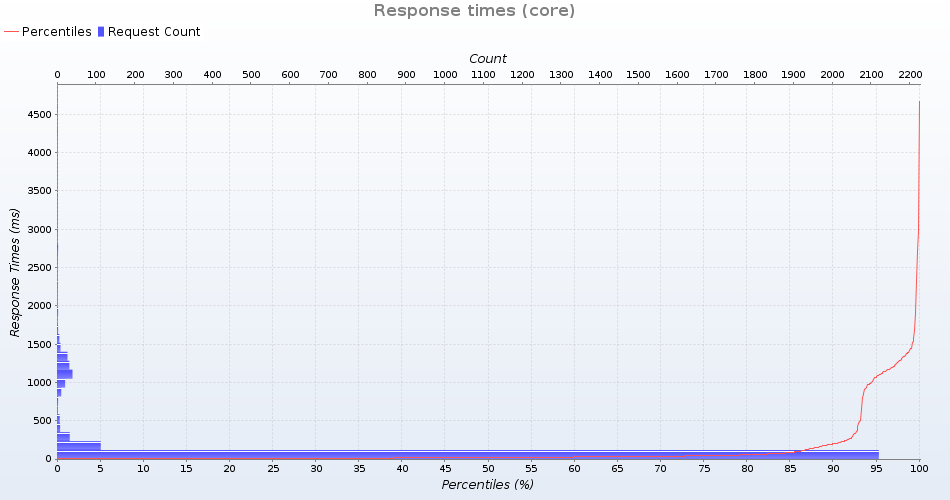 Response times (core)
Percentiles Request Count
Count
0 100 200 300 400 500 600 700 800 900 1000 1100 1200 1300 1400 1500 1600 1700 1800 1900 2000 2100 2200
Response Times (ms)
4500
4000
3500
3000
2500
2000
1500
1000
500
0
0 5 10 15 20 25 30 35 40 45 50 55 60 65 70 75 80 85 90 95 100
Percentiles (%)